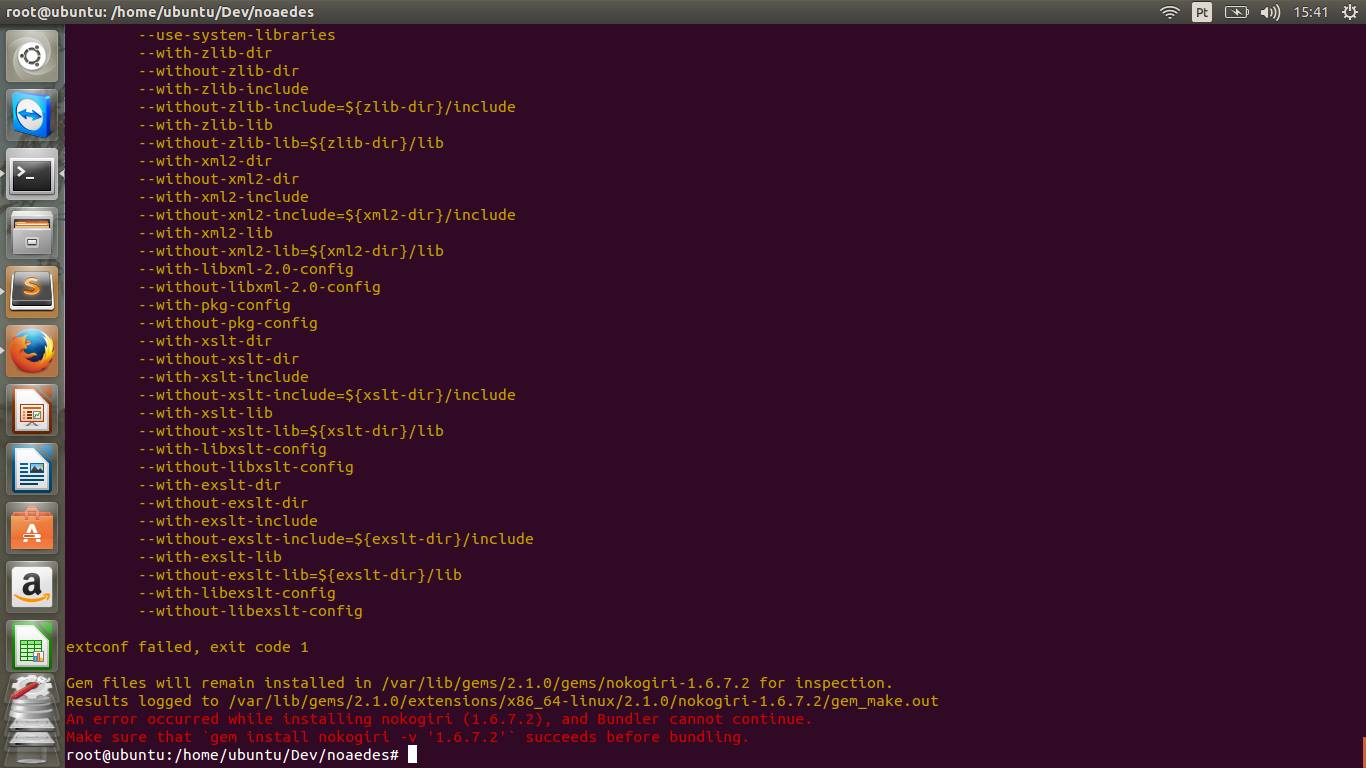 root@ubuntu: /home/ubuntu/Dev/noaedes
Pt
15:41
--use-system-libraries
--with-zlib-dir
--without-zlib-dir
--with-zlib-include
--without-zlib-include=${zlib-dir}/include
--with-zlib-lib
--without-zlib-lib=${zlib-dir}/lib
--with-xml2-dir
--without-xml2-dir
--with-xml2-include
--without-xml2-include=${xml2-dir}/include
--with-xml2-lib
--without-xml2-lib=${xml2-dir}/lib
--with-libxml-2.0-config
--without-libxml-2.0-config
--with-pkg-config
--without-pkg-config
--with-xslt-dir
--without-xslt-dir
--with-xslt-include
--without-xslt-include=${xslt-dir}/include
--with-xslt-lib
--without-xslt-lib=${xslt-dir}/lib
--with-libxslt-config
--without-libxslt-config
--with-exslt-dir
--without-exslt-dir
--with-exslt-include
--without-exslt-include=${exslt-dir}/include
--with-exslt-lib
--without-exslt-lib=${exslt-dir}/lib
--with-libexslt-config
--without-libexslt-config
extconf failed, exit code 1
Gem files will remain installed in /var/lib/gems/2.1.0/gems/nokogiri-1.6.7.2 for inspection.
Results logged to /var/lib/gems/2.1.0/extensions/x86_64-linux/2.1.0/nokogiri-1.6.7.2/gem_make.out
An error occurred while installing nokogiri (1.6.7.2), and Bundler cannot continue.
Make sure that `gem install nokogiri -v '1.6.7.2'` succeeds before bundling.
root@ubuntu:/home/ubuntu/Dev/noaedes#